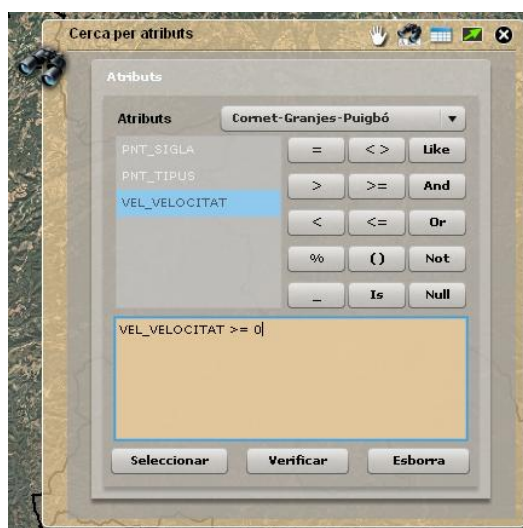 Cerca per atributs
Atributs
Atributs Cornet-Granjes-Puigbó
PNT_SIGLA
PNT_TIPUS
VEL_VELOCITAT
= < > Like
> >= And
< <= Or
% () Not
_ Is Null
VEL_VELOCITAT >= 0
Seleccionar Verificar Esborra